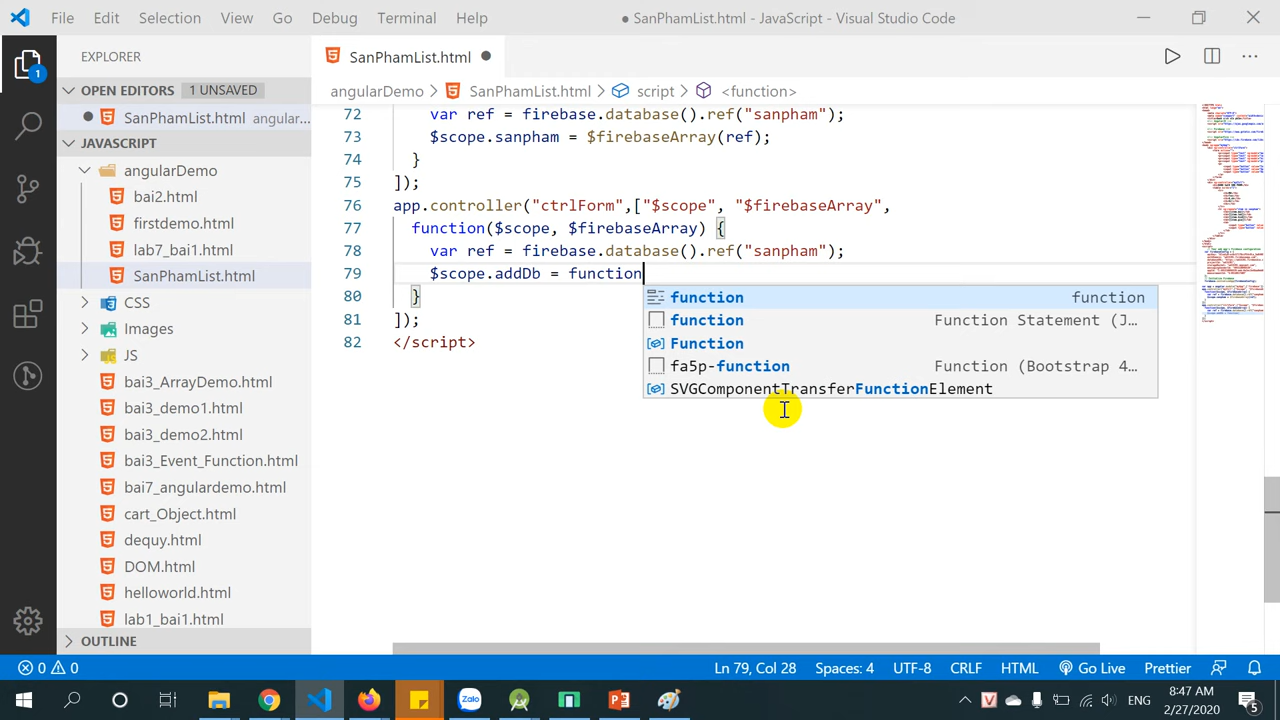 File Edit Selection View Go Debug Terminal Help
● SanPhamList.html - JavaScript - Visual Studio Code
EXPLORER
OPEN EDITORS 1 UNSAVED
SanPhamList.html angular...
JAVASCRIPT
angularDemo
bai2.html
firstdemo.html
lab7_bai1.html
SanPhamList.html
CSS
Images
JS
bai3_ArrayDemo.html
bai3_demo1.html
bai3_demo2.html
bai3_Event_Function.html
bai7_angulardemo.html
cart_Object.html
dequy.html
DOM.html
helloworld.html
lab1_bai1.html
OUTLINE
1
SanPhamList.html
angularDemo > SanPhamList.html > script > <function>
72 var ref = firebase.database().ref("sanpham");
73 $scope.sanpham = $firebaseArray(ref);
74 }
75 ]);
76 app.controller("ctrlForm",["$scope", "$firebaseArray",
77 function($scope, $firebaseArray) {
78 var ref = firebase.database().ref("sanpham");
79 $scope.addDb = function
80 }
81 ]);
82 </script>
function function
function Function Statement (J...
Function
fa5p-function Function (Bootstrap 4...
SVGComponentTransferFunctionElement
0 0 Ln 79, Col 28 Spaces: 4 UTF-8 CRLF HTML Go Live Prettier
Zalo
V
ENG
8:47 AM
2/27/2020
5